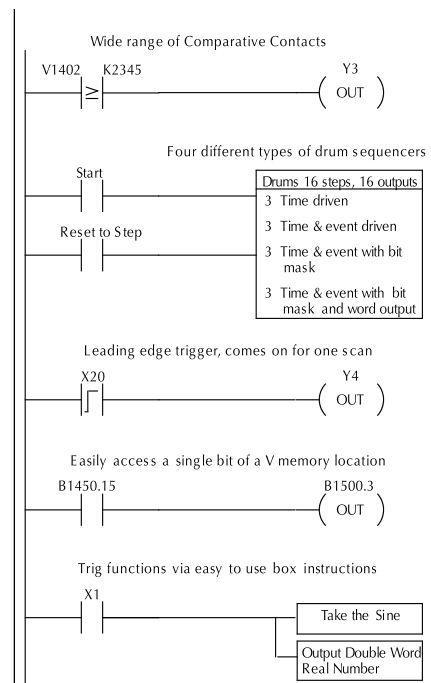 Wide range of Comparative Contacts
V1402 K2345 Y3
≥ OUT
Four different types of drum sequencers
Start
Drums 16 steps, 16 outputs
3 Time driven
3 Time & event driven
Reset to Step
3 Time & event with bit
mask
3 Time & event with bit
mask and word output
Leading edge trigger, comes on for one scan
X20 Y4
OUT
Easily access a single bit of a V memory location
B1450.15 B1500.3
OUT
Trig functions via easy to use box instructions
X1
Take the Sine
Output Double Word
Real Number